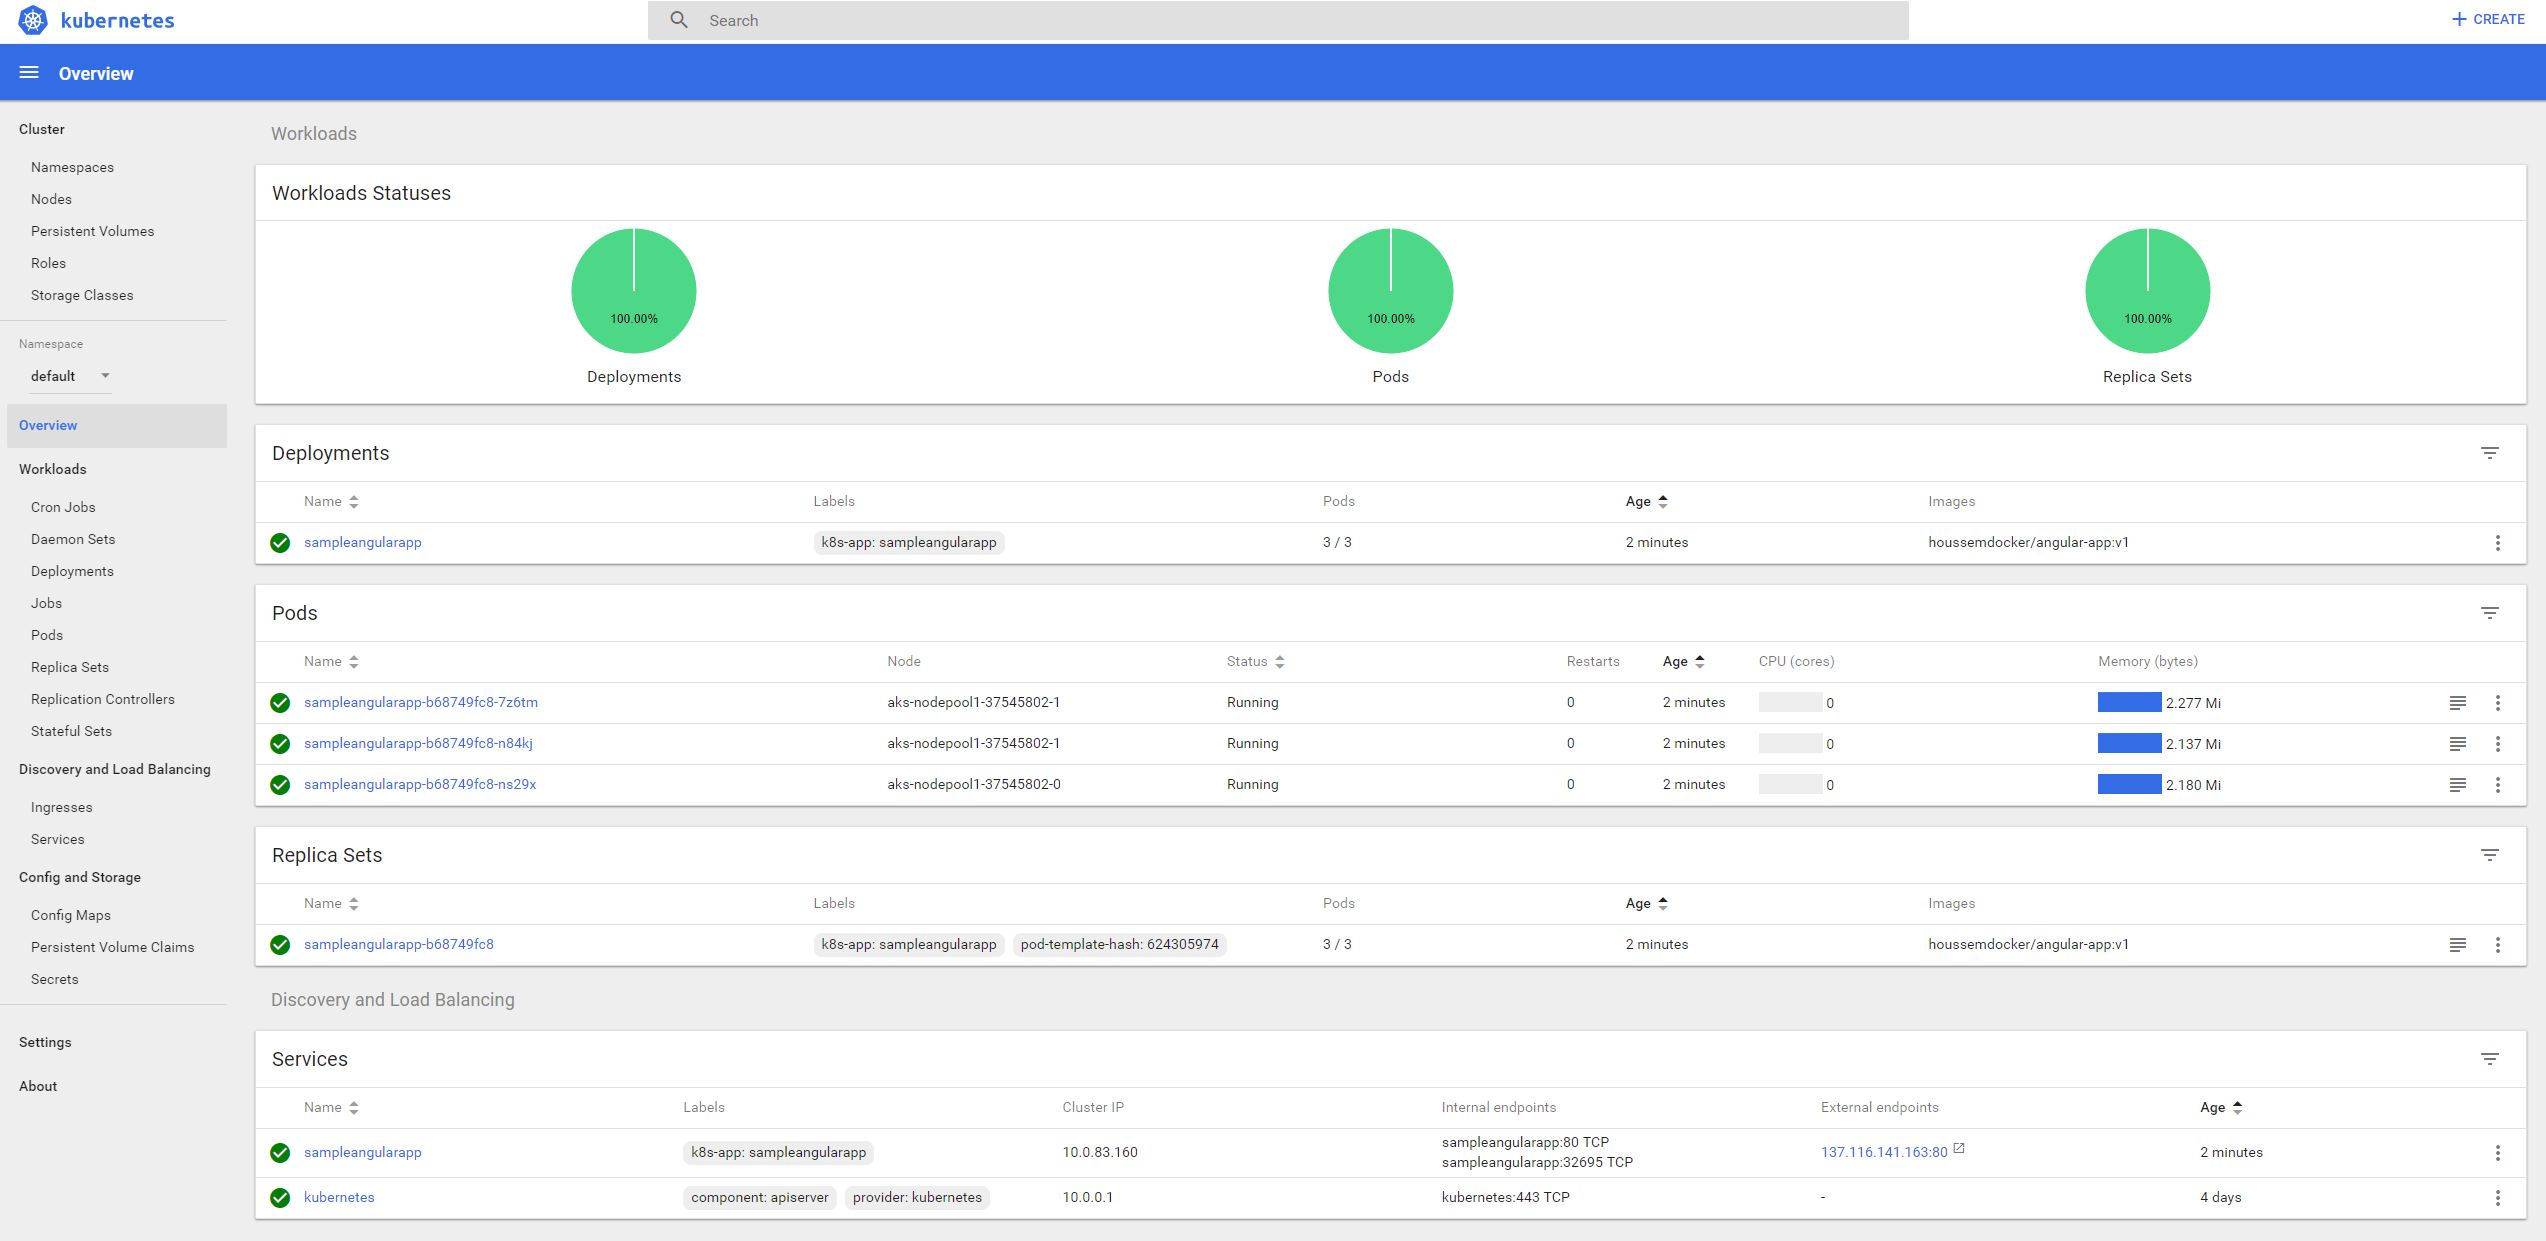 kubernetes
Search
CREATE
Overview
Cluster
Namespaces
Nodes
Persistent Volumes
Roles
Storage Classes
Namespace
default
Overview
Workloads
Cron Jobs
Daemon Sets
Deployments
Jobs
Pods
Replica Sets
Replication Controllers
Stateful Sets
Discovery and Load Balancing
Ingresses
Services
Config and Storage
Config Maps
Persistent Volume Claims
Secrets
Settings
About
Workloads
Workloads Statuses
100.00% 100.00% 100.00%
Deployments Pods Replica Sets
Deployments
Name Labels Pods Age Images
sampleangularapp k8s-app: sampleangularapp 3 / 3 2 minutes houssemdocker/angular-app:v1
Pods
Name Node Status Restarts Age CPU (cores) Memory (bytes)
sampleangularapp-b68749fc8-7z6tm aks-nodepool1-37545802-1 Running 0 2 minutes 0 2.277 Mi
sampleangularapp-b68749fc8-n84kj aks-nodepool1-37545802-1 Running 0 2 minutes 0 2.137 Mi
sampleangularapp-b68749fc8-ns29x aks-nodepool1-37545802-0 Running 0 2 minutes 0 2.180 Mi
Replica Sets
Name Labels Pods Age Images
sampleangularapp-b68749fc8 k8s-app: sampleangularapp pod-template-hash: 624305974 3 / 3 2 minutes houssemdocker/angular-app:v1
Discovery and Load Balancing
Services
Name Labels Cluster IP Internal endpoints External endpoints Age
sampleangularapp k8s-app: sampleangularapp 10.0.83.160 sampleangularapp:80 TCP 137.116.141.163:80 2 minutes
sampleangularapp:32695 TCP
kubernetes component: apiserver provider: kubernetes 10.0.0.1 kubernetes:443 TCP - 4 days